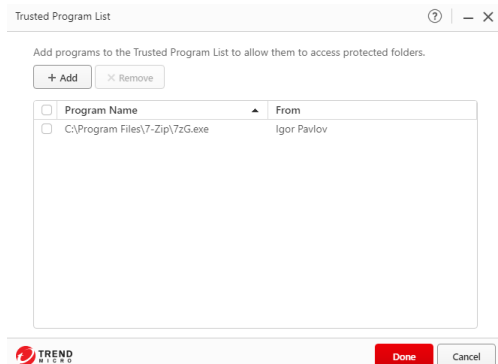 Trusted Program List
Add programs to the Trusted Program List to allow them to access protected folders.
+ Add × Remove
Program Name From
C:\Program Files\7-Zip\7zG.exe Igor Pavlov
TREND
MICRO
Done Cancel